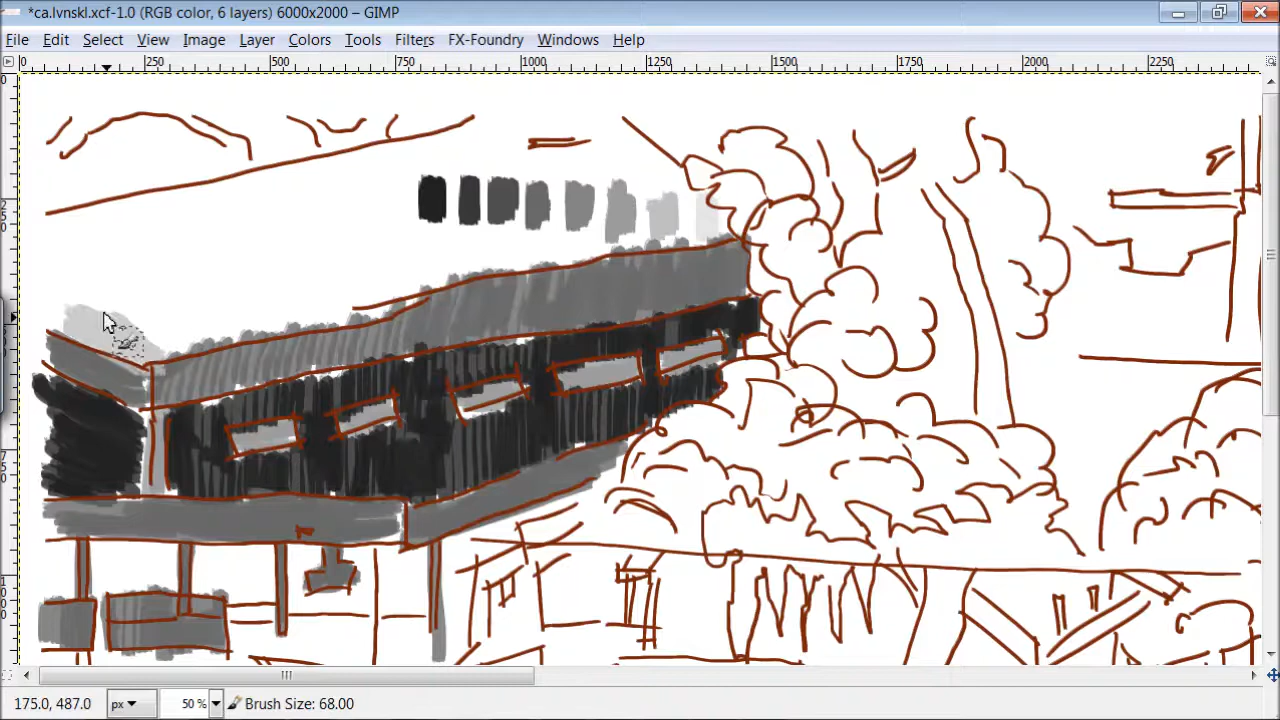 *ca.lvnskl.xcf-1.0 (RGB color, 6 layers) 6000x2000 – GIMP
File Edit Select View Image Layer Colors Tools Filters FX-Foundry Windows Help
0 250 500 750 1000 1250 1500 1750 2000 2250
175.0, 487.0 px 50 % Brush Size: 68.00